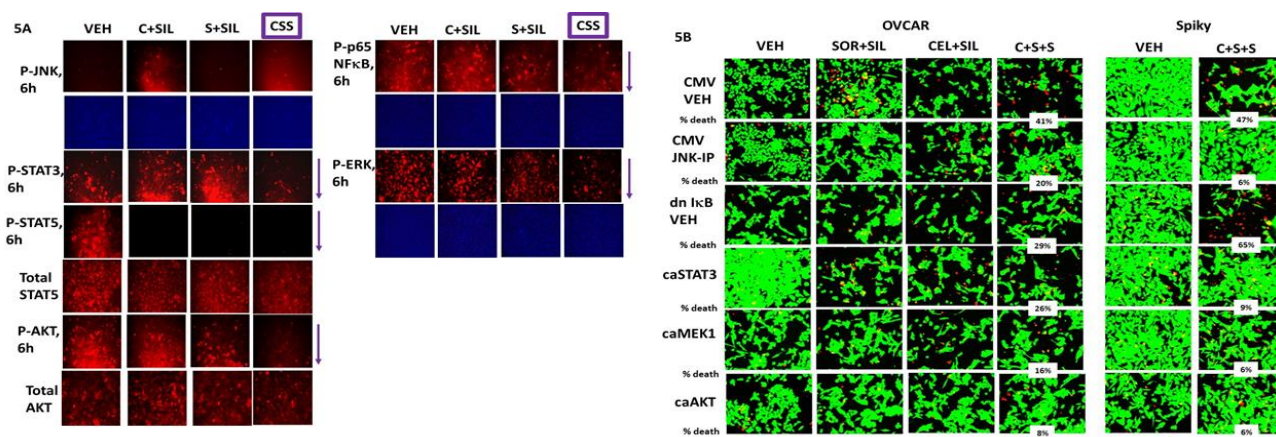 5A VEH C+SIL S+SIL CSS
P-JNK,
6h
P-STAT3,
6h
P-STAT5,
6h
Total
STAT5
P-AKT,
6h
Total
AKT
VEH C+SIL S+SIL CSS
P-p65
NFκB,
6h
P-ERK,
6h
5B OVCAR Spiky
VEH SOR+SIL CEL+SIL C+S+S VEH C+S+S
CMV
VEH
% death 41% 47%
CMV
JNK-IP
% death 20% 6%
dn IκB
VEH
% death 29% 65%
caSTAT3
% death 26% 9%
caMEK1
% death 16% 6%
caAKT
% death 8% 6%